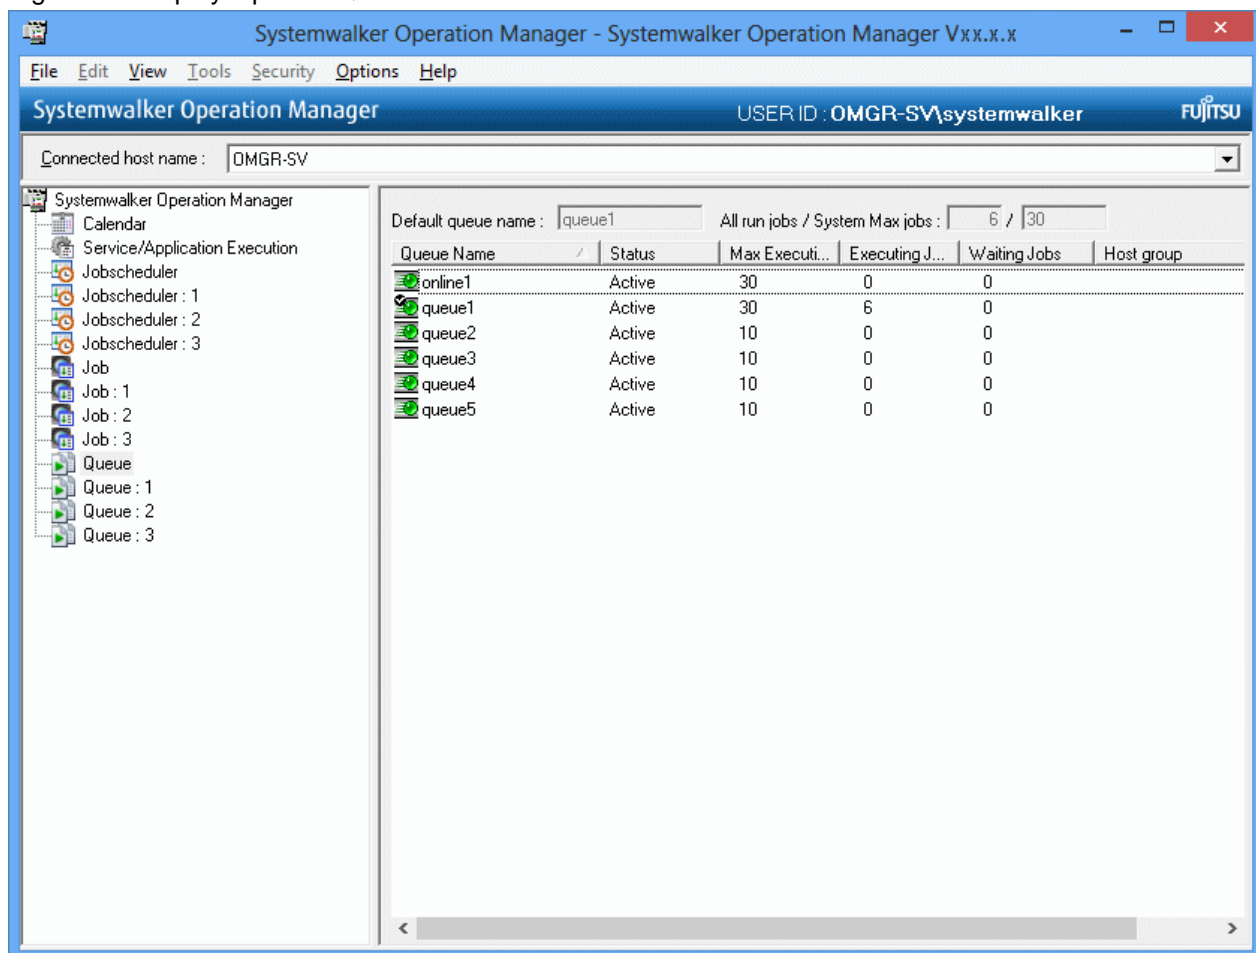 Systemwalker Operation Manager - Systemwalker Operation Manager Vxx.x.x
File Edit View Tools Security Options Help
Systemwalker Operation Manager USER ID : OMGR-SV\systemwalker FUJITSU
Connected host name : OMGR-SV
Systemwalker Operation Manager
Calendar
Service/Application Execution
Jobscheduler
Jobscheduler : 1
Jobscheduler : 2
Jobscheduler : 3
Job
Job : 1
Job : 2
Job : 3
Queue
Queue : 1
Queue : 2
Queue : 3
Default queue name : queue1 All run jobs / System Max jobs : 6 / 30
Queue Name Status Max Executi... Executing J... Waiting Jobs Host group
online1 Active 30 0 0
queue1 Active 30 6 0
queue2 Active 10 0 0
queue3 Active 10 0 0
queue4 Active 10 0 0
queue5 Active 10 0 0